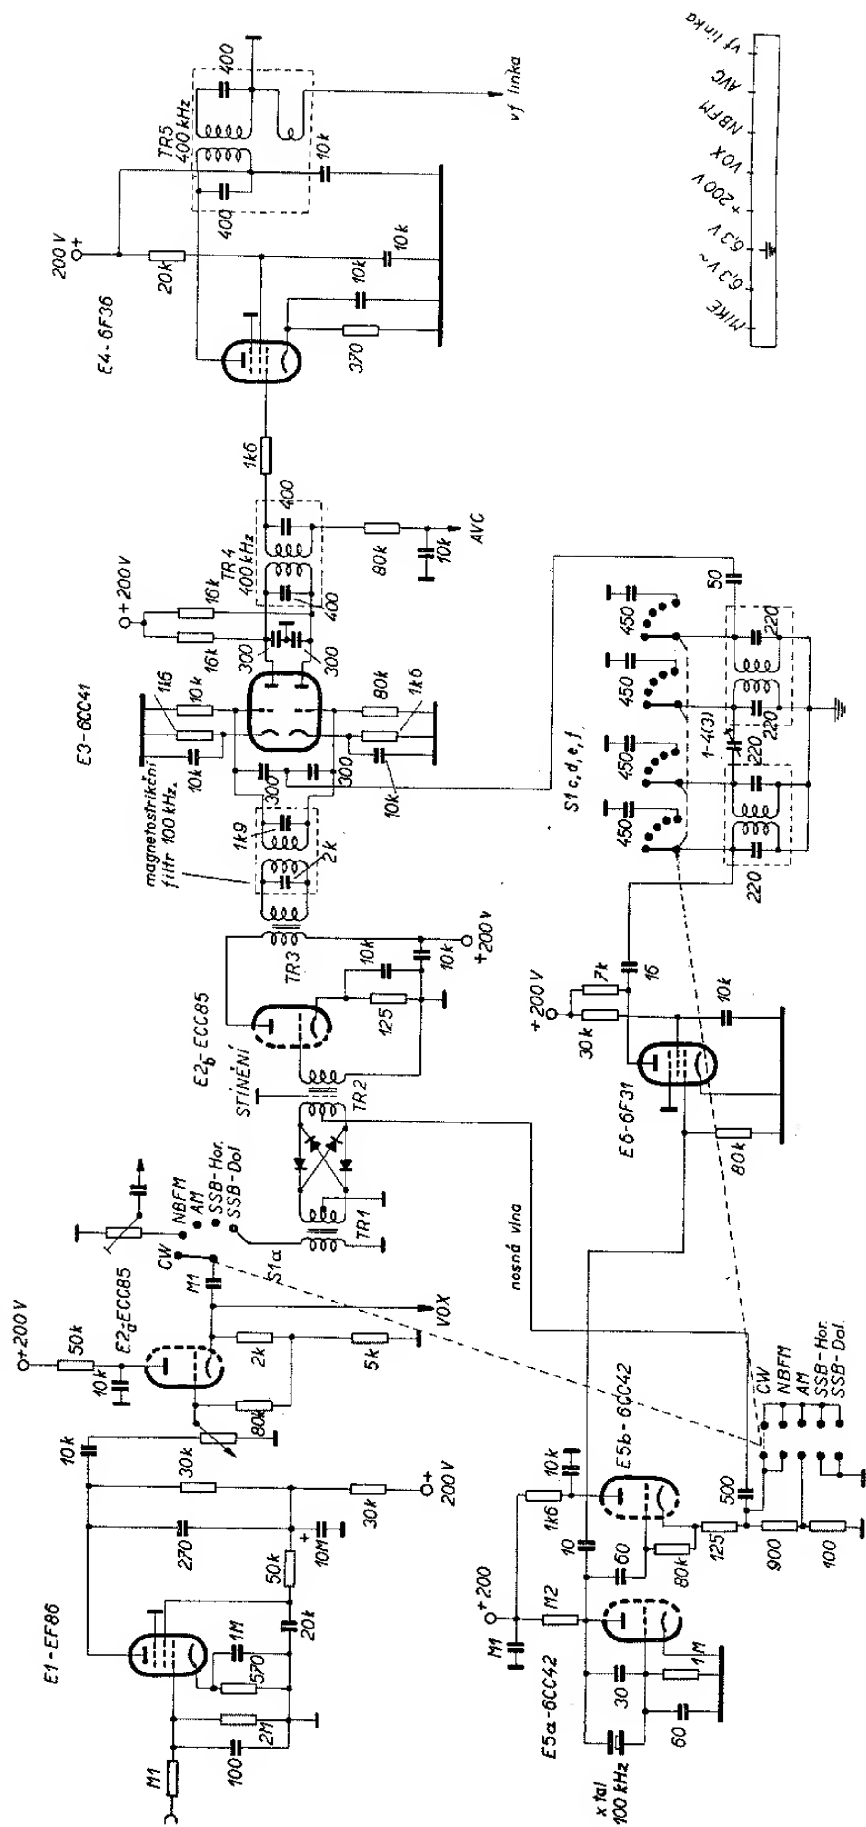 E1-EF86
M1
100
2M
570
1M
20k
50k
270
10M
+
30k
30k
+
200V
10k
+200V
50k
10k
E2a-ECC85
80k
2k
5k
VOX
M1
CW
NBFM
AM
SSB-Hor.
SSB-Dol.
S1a
TR1
TR2
STÍNĚNÍ
E2b-ECC85
125
10k
10k
+200V
TR3
nosná vlna
magnetostrikční
filtr 100 kHz.
2k
1k9
300
300
10k
1k6
10k
E3-6CC41
10k
1k6
80k
300
300
16k
16k
+200V
TR4
400kHz
400
400
80k
10k
AVC
1k6
E4-6F36
370
10k
10k
20k
200V
+
TR5
400kHz
400
400
10k
vf linka
xtal
100 kHz
E5a-6CC42
60
30
1M
M1
+200
M2
60
10
1k6
10k
E5b-6CC42
80k
125
500
900
100
CW
NBFM
AM
SSB-Hor.
SSB-Dol.
E6-6F31
80k
10k
30k
7k
+200V
16
S1c,d,e,f
450
450
450
450
220
220
1-4(3)
220
220
50
MIKE
6,3V~
6,3V
+200V
VOX
NBFM
AVC
vf linka